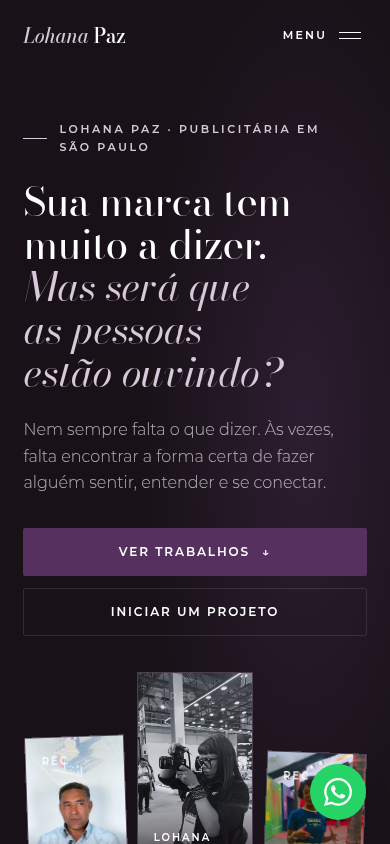 Lohana Paz
MENU
LOHANA PAZ · PUBLICITÁRIA EM
SÃO PAULO
Sua marca tem
muito a dizer.
Mas será que
as pessoas
estão ouvindo?
Nem sempre falta o que dizer. Às vezes,
falta encontrar a forma certa de fazer
alguém sentir, entender e se conectar.
VER TRABALHOS ↓
INICIAR UM PROJETO
REC
REC
REC
LOHANA